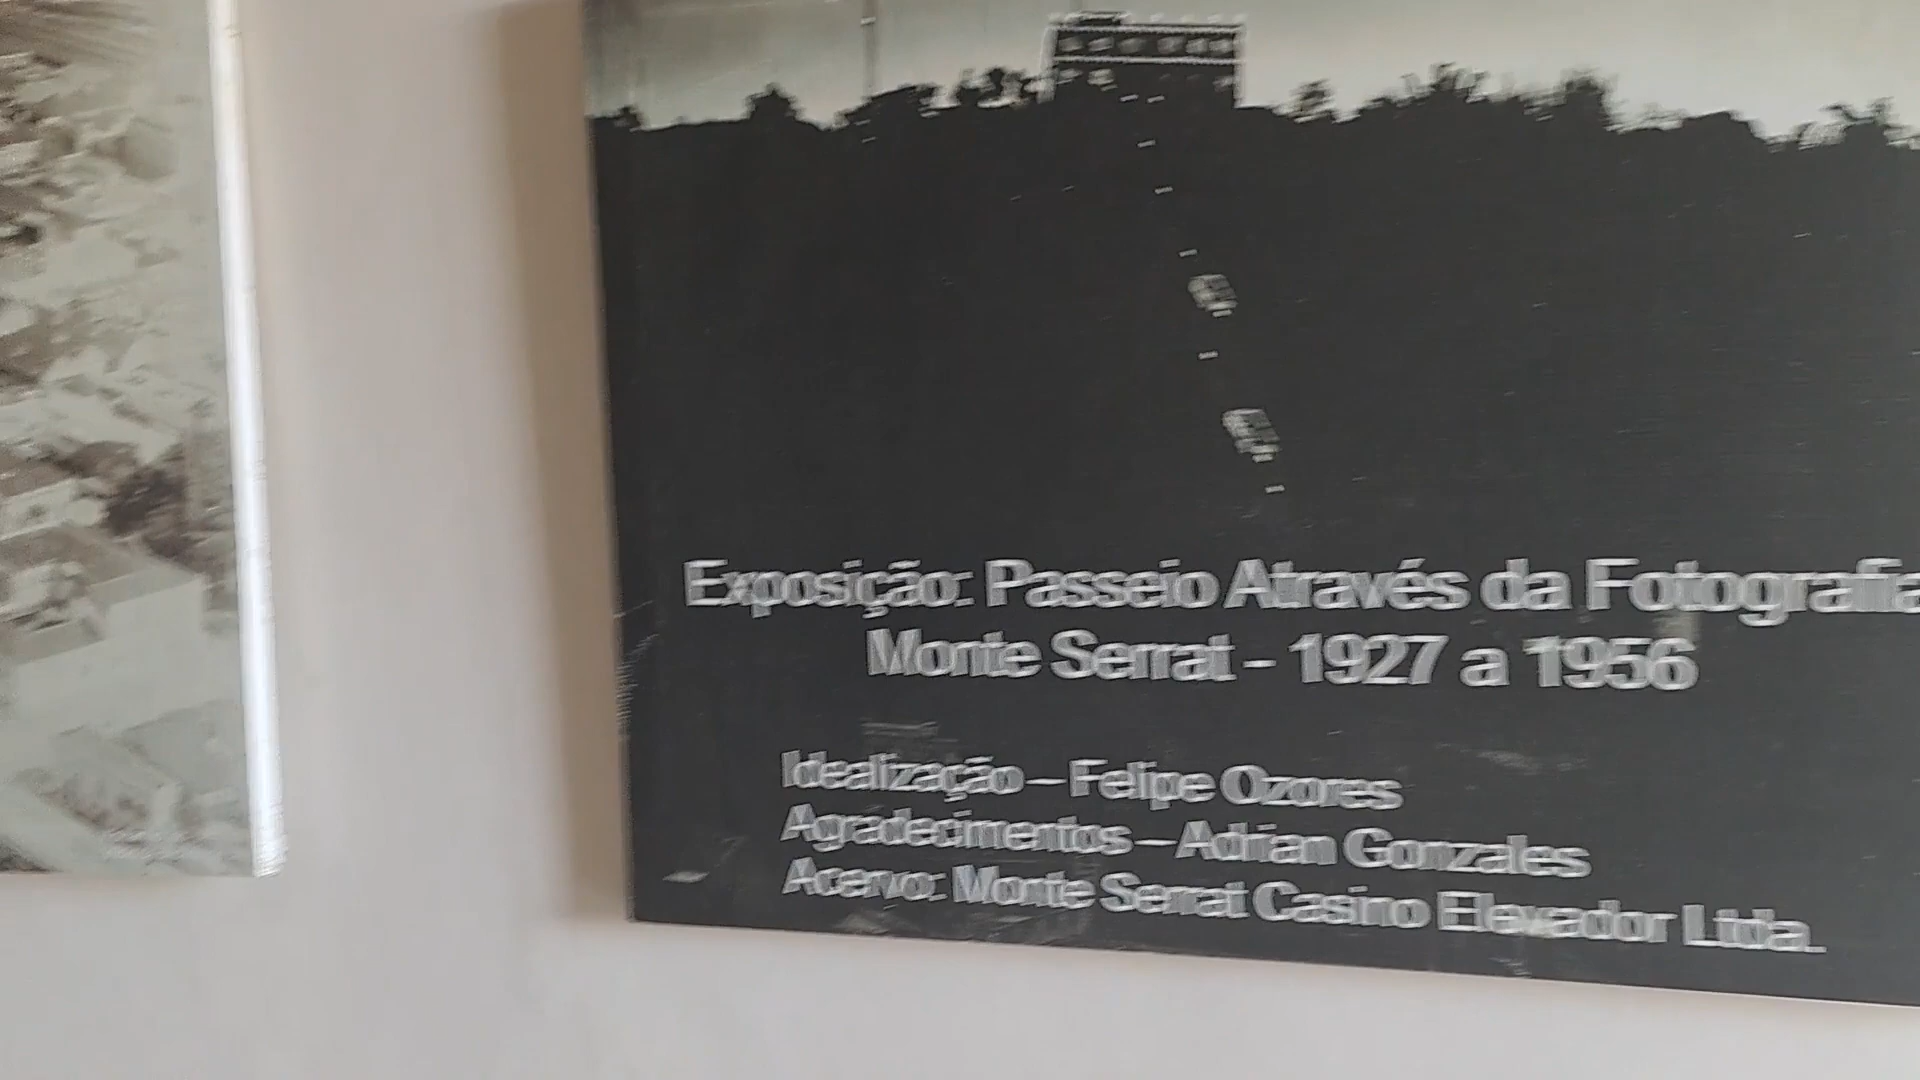 Exposição: Passeio Através da Fotografia
Monte Serrat - 1927 a 1956
Idealização – Felipe Ozores
Agradecimentos – Adrian Gonzales
Acervo: Monte Serrat Casino Elevador Ltda.